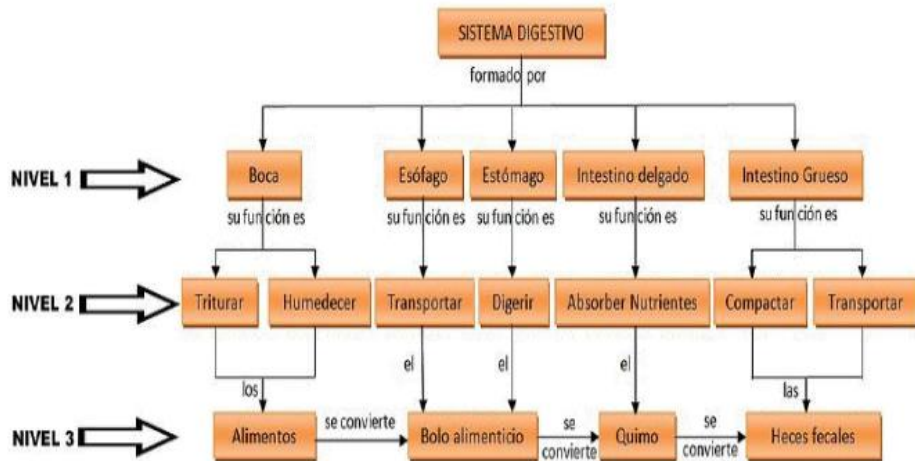 SISTEMA DIGESTIVO
formado por
NIVEL 1
Boca
Esófago
Estómago
Intestino delgado
Intestino Grueso
su función es
su función es
su función es
su función es
su función es
NIVEL 2
Triturar
Humedecer
Transportar
Digerir
Absorber Nutrientes
Compactar
Transportar
los
el
el
el
las
NIVEL 3
Alimentos
se convierte
Bolo alimenticio
se
convierte
Quimo
se
convierte
Heces fecales